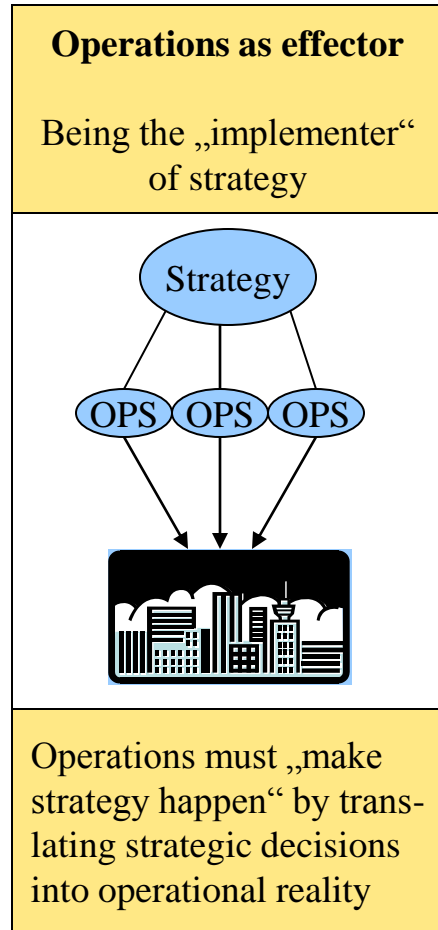 Operations as effector
Being the „implementer“
of strategy
Strategy
OPS OPS OPS
Operations must „make
strategy happen“ by trans-
lating strategic decisions
into operational reality